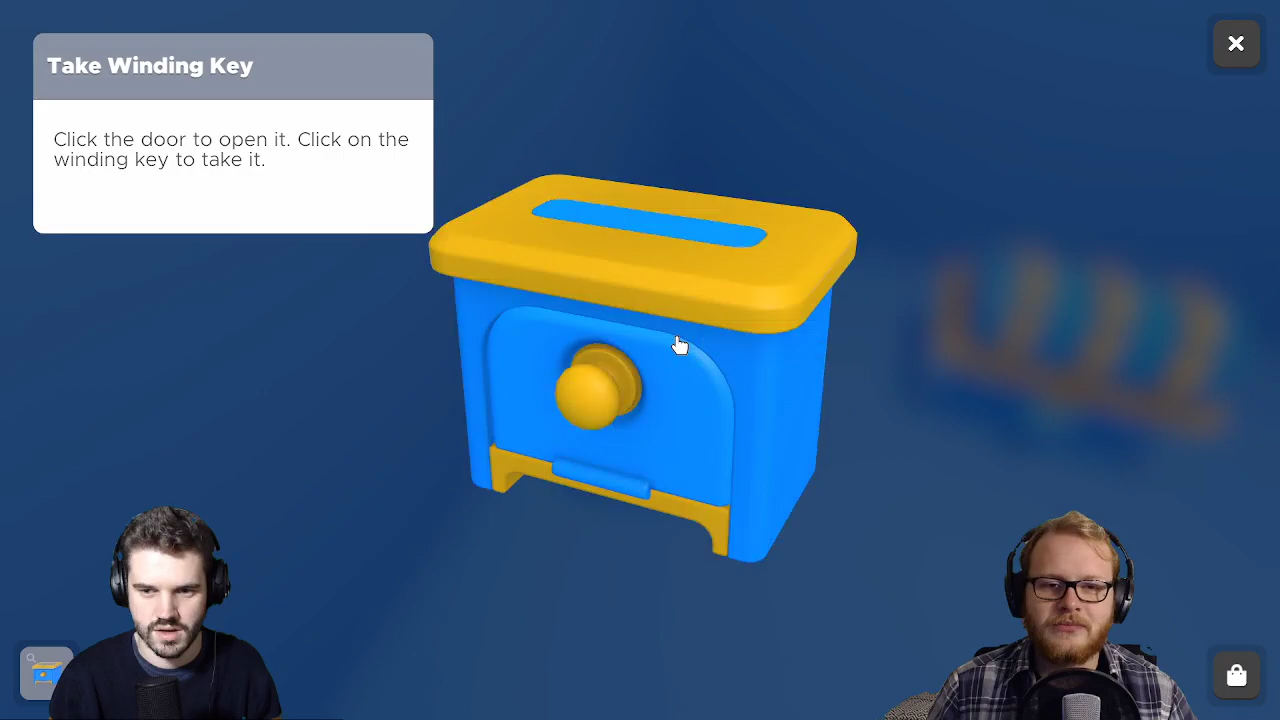 Take Winding Key
Click the door to open it. Click on the
winding key to take it.